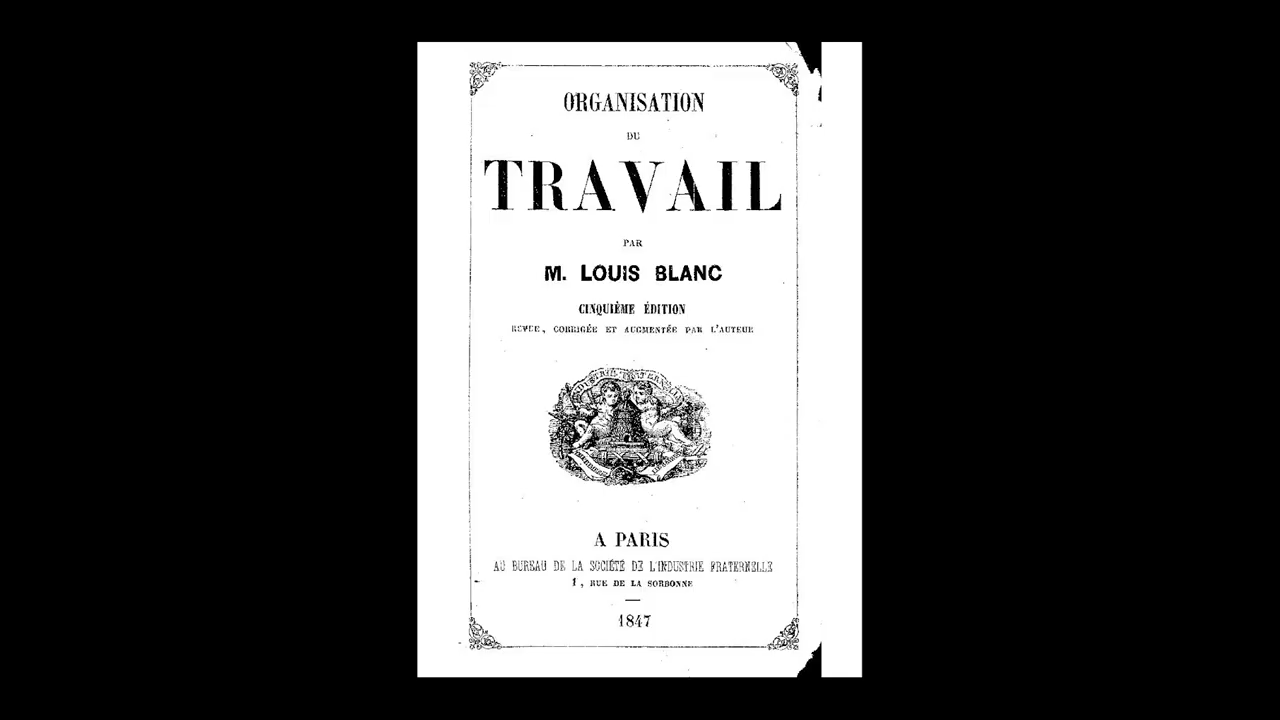 ORGANISATION
DU
TRAVAIL
PAR
M. LOUIS BLANC
CINQUIÈME ÉDITION
REVUE, CORRIGÉE ET AUGMENTÉE PAR L'AUTEUR
A PARIS
AU BUREAU DE LA SOCIÉTÉ DE L'INDUSTRIE FRATERNELLE
1, RUE DE LA SORBONNE
1847